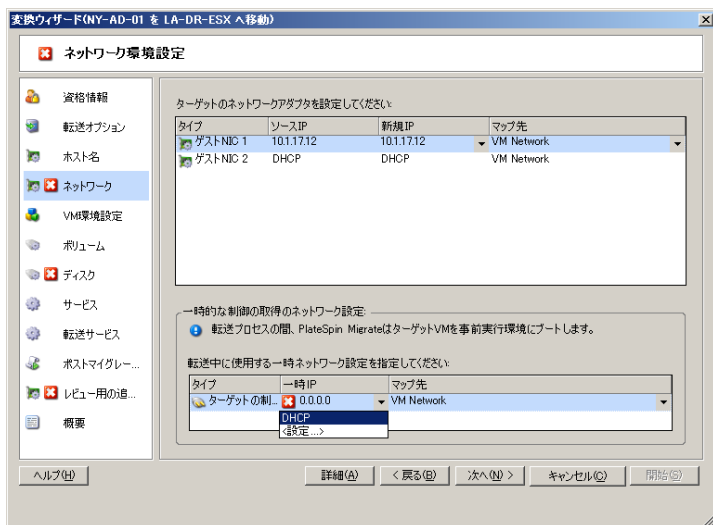 変換ウィザード(NY-AD-01 を LA-DR-ESX へ移動)
ネットワーク環境設定
資格情報
転送オプション
ホスト名
ネットワーク
VM環境設定
ボリューム
ディスク
サービス
転送サービス
ポストマイグレー...
レビュー用の追...
概要
ターゲットのネットワークアダプタを設定してください:
タイプ ソースIP 新規IP マップ先
ゲストNIC 1 10.1.17.12 10.1.17.12 VM Network
ゲストNIC 2 DHCP DHCP VM Network
一時的な制御の取得のネットワーク設定:
転送プロセスの間、PlateSpin MigrateはターゲットVMを事前実行環境にブートします。
転送中に使用する一時ネットワーク設定を指定してください:
タイプ 一時IP マップ先
ターゲットの制... 0.0.0.0 VM Network
DHCP
<設定...>
ヘルプ(H) 詳細(A) < 戻る(B) 次へ(N) > キャンセル(C) 開始(S)